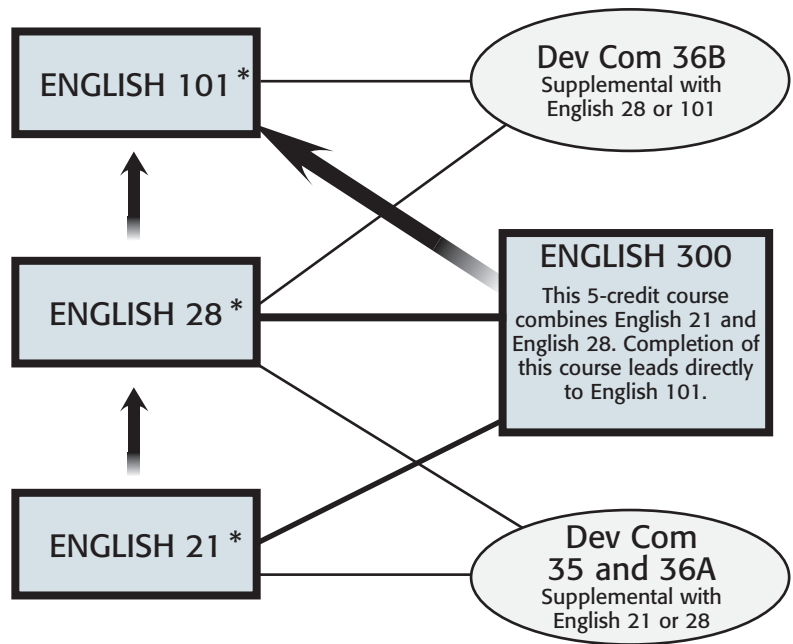 ENGLISH 101*
Dev Com 36B
Supplemental with
English 28 or 101
ENGLISH 28*
ENGLISH 300
This 5-credit course
combines English 21 and
English 28. Completion of
this course leads directly
to English 101.
ENGLISH 21*
Dev Com
35 and 36A
Supplemental with
English 21 or 28